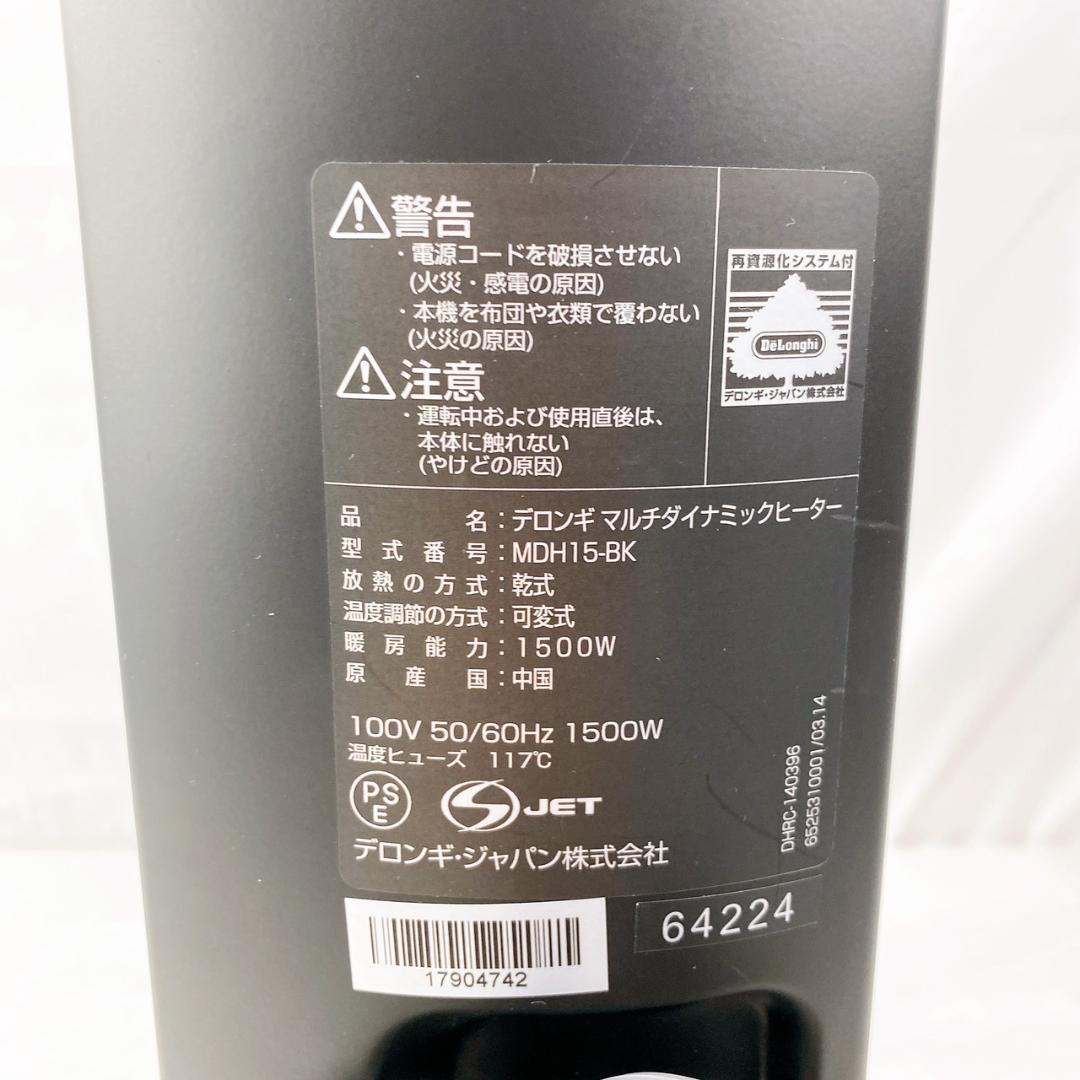 警告
・電源コードを破損させない
(火災・感電の原因)
・本機を布団や衣類で覆わない
(火災の原因)
注意
・運転中および使用直後は、
本体に触れない
(やけどの原因)
再資源化システム付
DeLonghi
デロンギ・ジャパン株式会社
品名：デロンギ マルチダイナミックヒーター
型式番号：MDH15-BK
放熱の方式：乾式
温度調節の方式：可変式
暖房能力：1500W
原産国：中国
100V 50/60Hz 1500W
温度ヒューズ 117℃
PSE
S JET
デロンギ・ジャパン株式会社
DHRC-140396
6525310001/03.14
17904742
64224